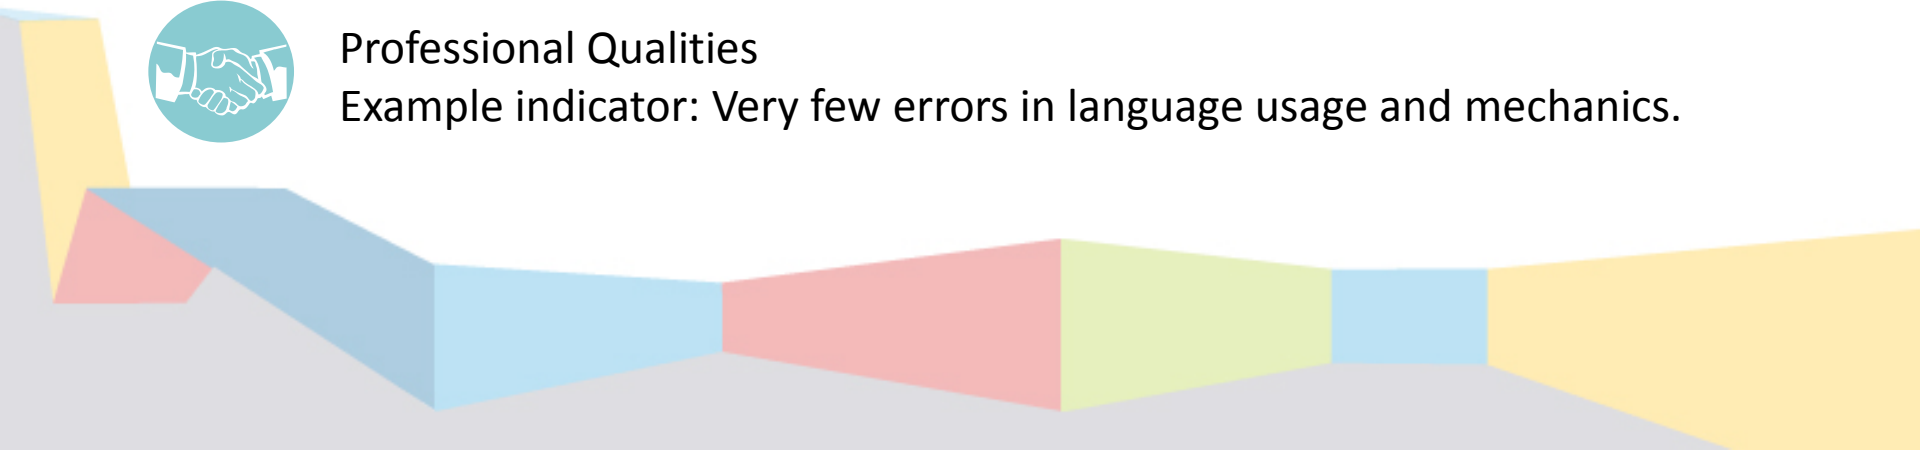 Professional Qualities
Example indicator: Very few errors in language usage and mechanics.